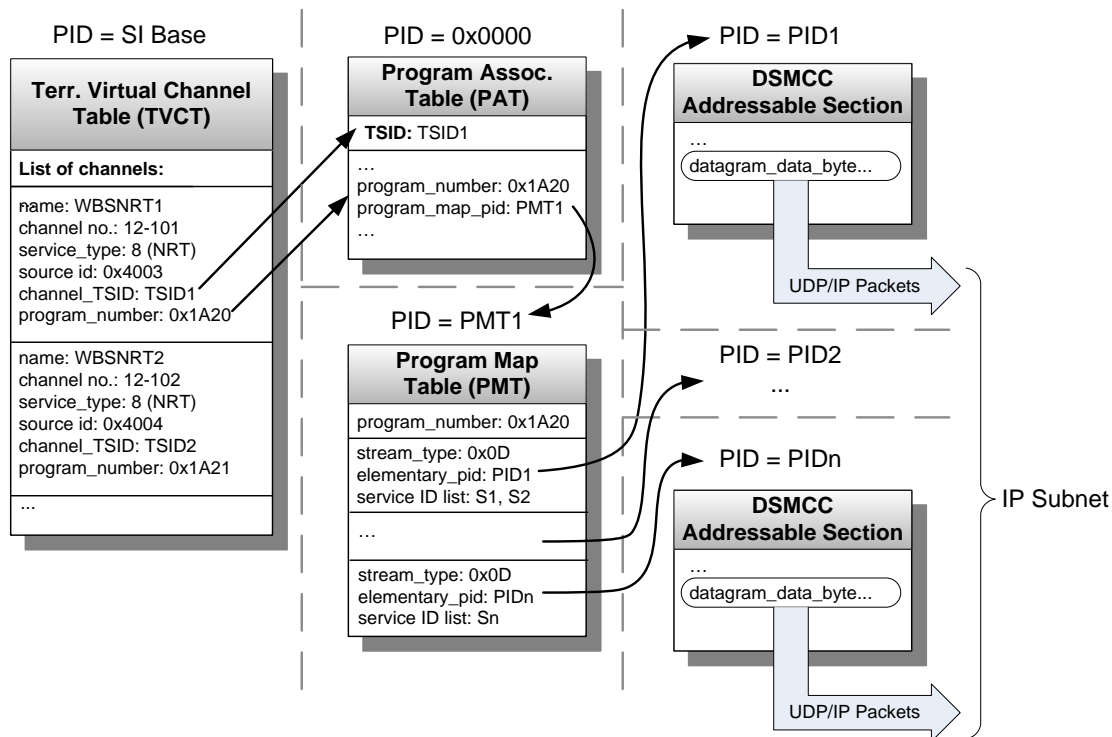 PID = SI Base
Terr. Virtual Channel
Table (TVCT)
List of channels:
name: WBSNRT1
channel no.: 12-101
service_type: 8 (NRT)
source id: 0x4003
channel_TSID: TSID1
program_number: 0x1A20
name: WBSNRT2
channel no.: 12-102
service_type: 8 (NRT)
source id: 0x4004
channel_TSID: TSID2
program_number: 0x1A21
...
PID = 0x0000
Program Assoc.
Table (PAT)
TSID: TSID1
...
program_number: 0x1A20
program_map_pid: PMT1
...
PID = PMT1
Program Map
Table (PMT)
program_number: 0x1A20
stream_type: 0x0D
elementary_pid: PID1
service ID list: S1, S2
...
stream_type: 0x0D
elementary_pid: PIDn
service ID list: Sn
PID = PID1
DSMCC
Addressable Section
...
datagram_data_byte...
UDP/IP Packets
PID = PID2
...
PID = PIDn
DSMCC
Addressable Section
...
datagram_data_byte...
UDP/IP Packets
IP Subnet